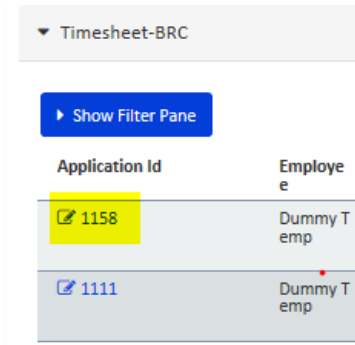 Timesheet-BRC
Show Filter Pane
Application Id
Employe
e
1158
Dummy T
emp
1111
Dummy T
emp